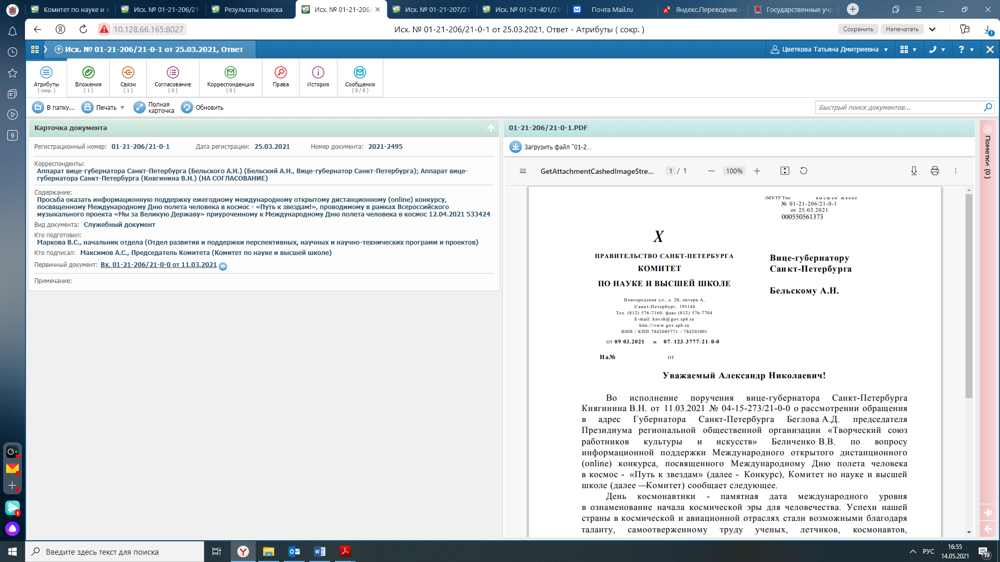 Комитет по науке и в
Исх. № 01-21-206/21-
Результаты поиска
Исх. № 01-21-206/
Исх. № 01-21-207/21-
Исх. № 01-21-401/21-
Почта Mail.ru
Яндекс.Переводчик –
Государственные учр
10.128.66.165:8027
Исх. № 01-21-206/21-0-1 от 25.03.2021, Ответ - Атрибуты ( сокр. )
Сохранить
Напечатать
1
Исх. № 01-21-206/21-0-1 от 25.03.2021, Ответ
Цветкова Татьяна Дмитриевна
?
9
Атрибуты
( сокр. )
Вложения
( 1 )
Связи
( 1 )
Согласование
( 0 )
Корреспонденция
( 0 )
Права
История
Сообщения
( 0 / 0 )
В папку...
Печать
Полная
карточка
Обновить
Быстрый поиск документов...
Карточка документа
Регистрационный номер: 01-21-206/21-0-1
Дата регистрации: 25.03.2021
Номер документа: 2021-2495
Корреспонденты:
Аппарат вице-губернатора Санкт-Петербурга (Бельского А.Н.) (Бельский А.Н., Вице-губернатор Санкт-Петербурга); Аппарат вице-
губернатора Санкт-Петербурга (Княгинина В.Н.) (НА СОГЛАСОВАНИЕ)
Содержание:
Просьба оказать информационную поддержку ежегодному международному открытому дистанционному (online) конкурсу,
посвященному Международному Дню полета человека в космос - «Путь к звездам!», проводимому в рамках Всероссийского
музыкального проекта «Мы за Великую Державу» приуроченному к Международному Дню полета человека в космос 12.04.2021 533424
Вид документа: Служебный документ
Кто подготовил:
Маркова В.С., начальник отдела (Отдел развития и поддержки перспективных, научных и научно-технических программ и проектов)
Кто подписал: Максимов А.С., Председатель Комитета (Комитет по науке и высшей школе)
Первичный документ: Вх. 01-21-206/21-0-0 от 11.03.2021
Примечание:
01-21-206/21-0-1.PDF
Загрузить файл "01-2...
GetAttachmentCashedImageStre...
1 / 1
100%
Пометки (0)
:iMVTF'Tno высшеи школе
№ 01-21-206/21-0-1
от 25.03.2021
000550561373
X
ПРАВИТЕЛЬСТВО САНКТ-ПЕТЕРБУРГА
КОМИТЕТ
ПО НАУКЕ И ВЫСШЕЙ ШКОЛЕ
Новгородская ул., д. 20, литера А,
Санкт-Петербург, 191144
Тел. (812) 576-7160, факс (812) 576-7704
E-mail: knvsh@gov.spb.ru
httn://\vww.gov.spb.rn
ИНН / КПП 7842005771 / 784201001
ОТ 09.03.2021 № 07- 123-3777/21-0-0
На№ ОТ
Вице-губернатору
Санкт-Петербурга
Бельскому А.Н.
Уважаемый Александр Николаевич!
Во исполнение поручения вице-губернатора Санкт-Петербурга
Княгинина В.Н. от 11.03.2021 № 04-15-273/21-0-0 о рассмотрении обращения
в адрес Губернатора Санкт-Петербурга Беглова А.Д. председателя
Президиума региональной общественной организации «Творческий союз
работников культуры и искусств» Беличенко В.В. по вопросу
информационной поддержки Международного открытого дистанционного
(online) конкурса, посвященного Международному Дню полета человека
в космос - «Путь к звездам» (далее - Конкурс), Комитет но науке и высшей
школе (далее —Комитет) сообщает следующее.
День космонавтики - памятная дата международного уровня
в ознаменование начала космической эры для человечества. Успехи нашей
страны в космической и авиационной отраслях стали возможными благодаря
таланту, самоотверженному труду ученых, летчиков, космонавтов,
1
Введите здесь текст для поиска
РУС
16:55
14.05.2021
19